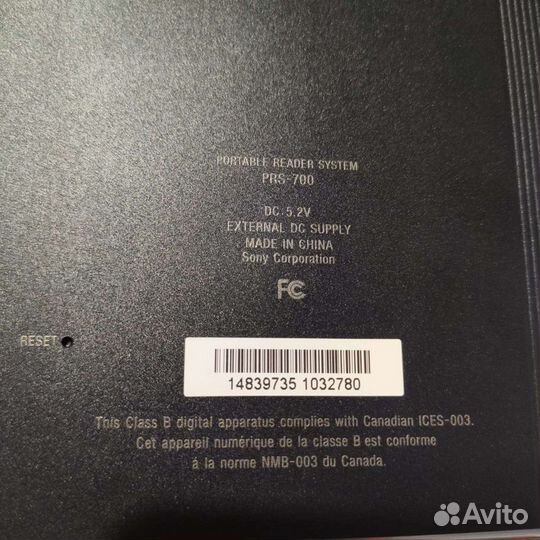 PORTABLE READER SYSTEM
PRS-700
DC 5.2V
EXTERNAL DC SUPPLY
MADE IN CHINA
Sony Corporation
FC
RESET
14839735 1032780
This Class B digital apparatus complies with Canadian ICES-003.
Cet appareil numérique de la classe B est conforme
à la norme NMB-003 du Canada.
Avito